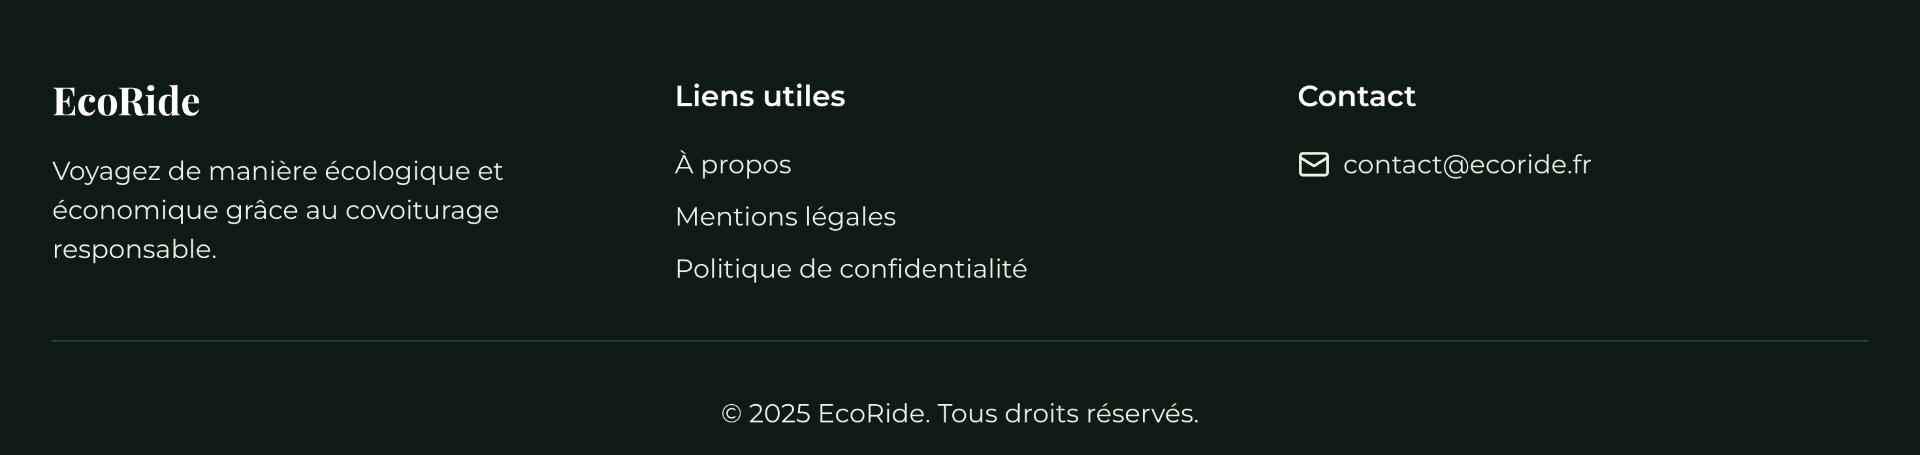 EcoRide
Voyagez de manière écologique et
économique grâce au covoiturage
responsable.
Liens utiles
À propos
Mentions légales
Politique de confidentialité
Contact
contact@ecoride.fr
© 2025 EcoRide. Tous droits réservés.